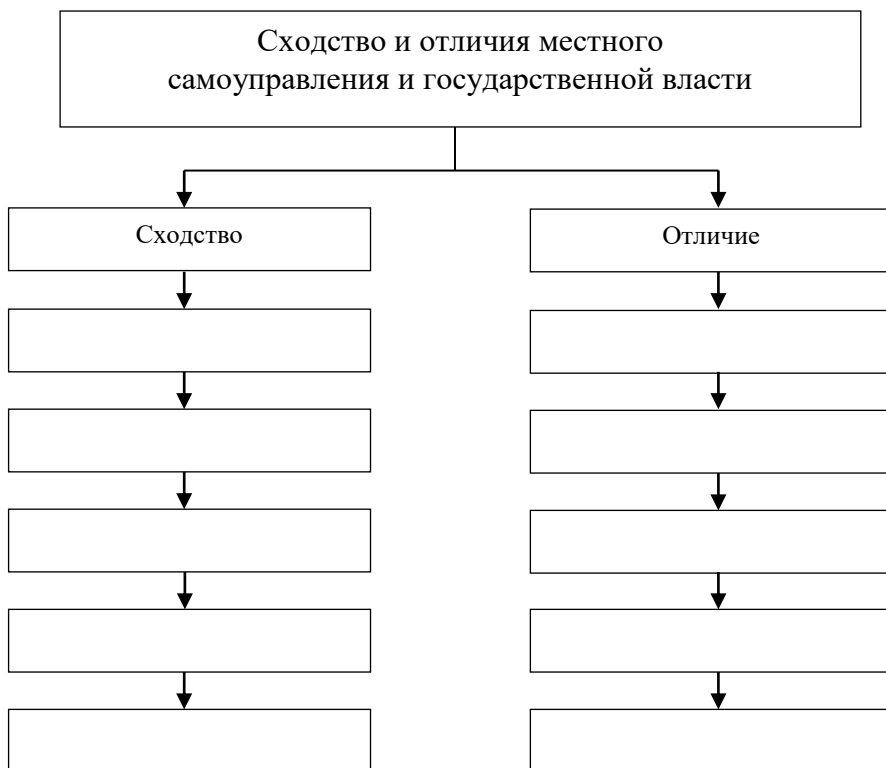 Сходство и отличия местного
самоуправления и государственной власти
Сходство
Отличие